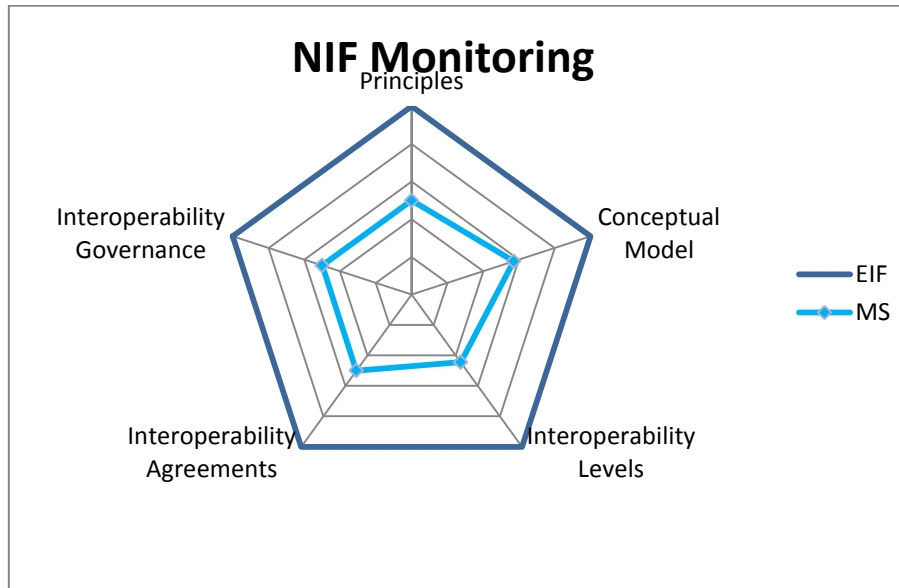 NIF Monitoring
Principles
Interoperability
Governance
Conceptual
Model
EIF
MS
Interoperability
Agreements
Interoperability
Levels